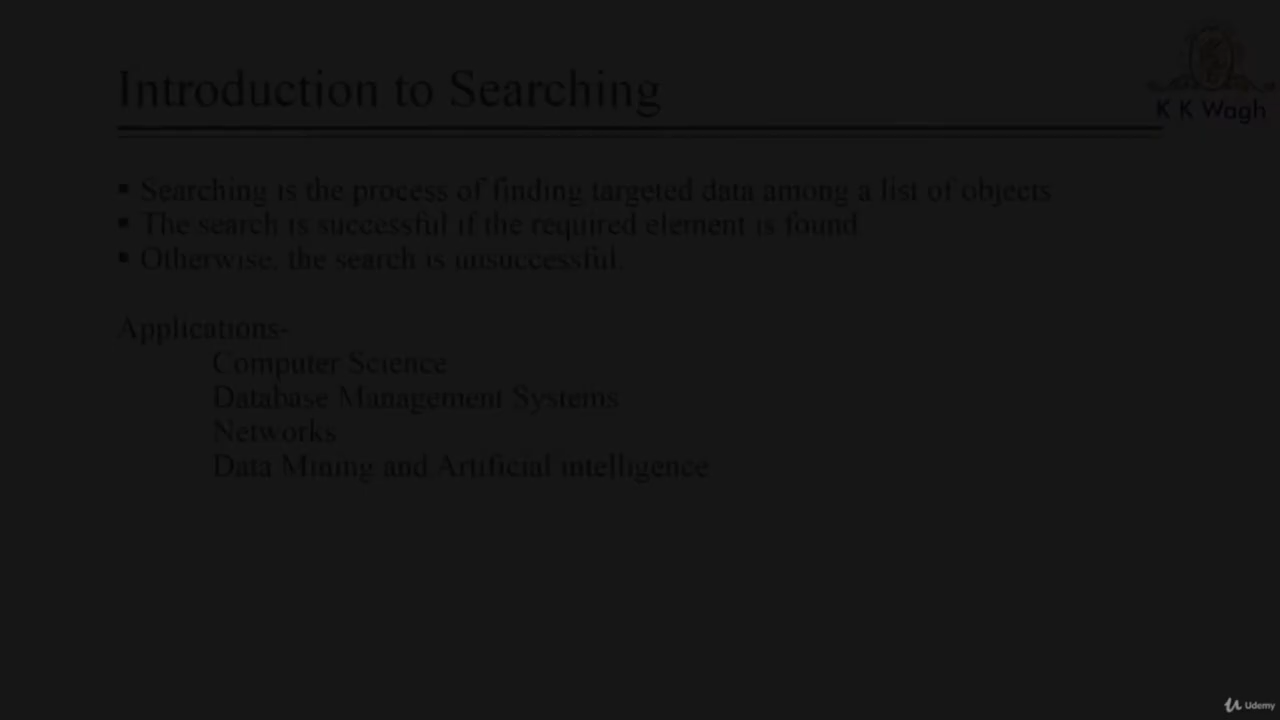 Introduction to Searching
K K Wagh
▪ Searching is the process of finding targeted data among a list of objects
▪ The search is successful if the required element is found
▪ Otherwise, the search is unsuccessful.
Applications-
Computer Science
Database Management Systems
Networks
Data Mining and Artificial intelligence
Udemy